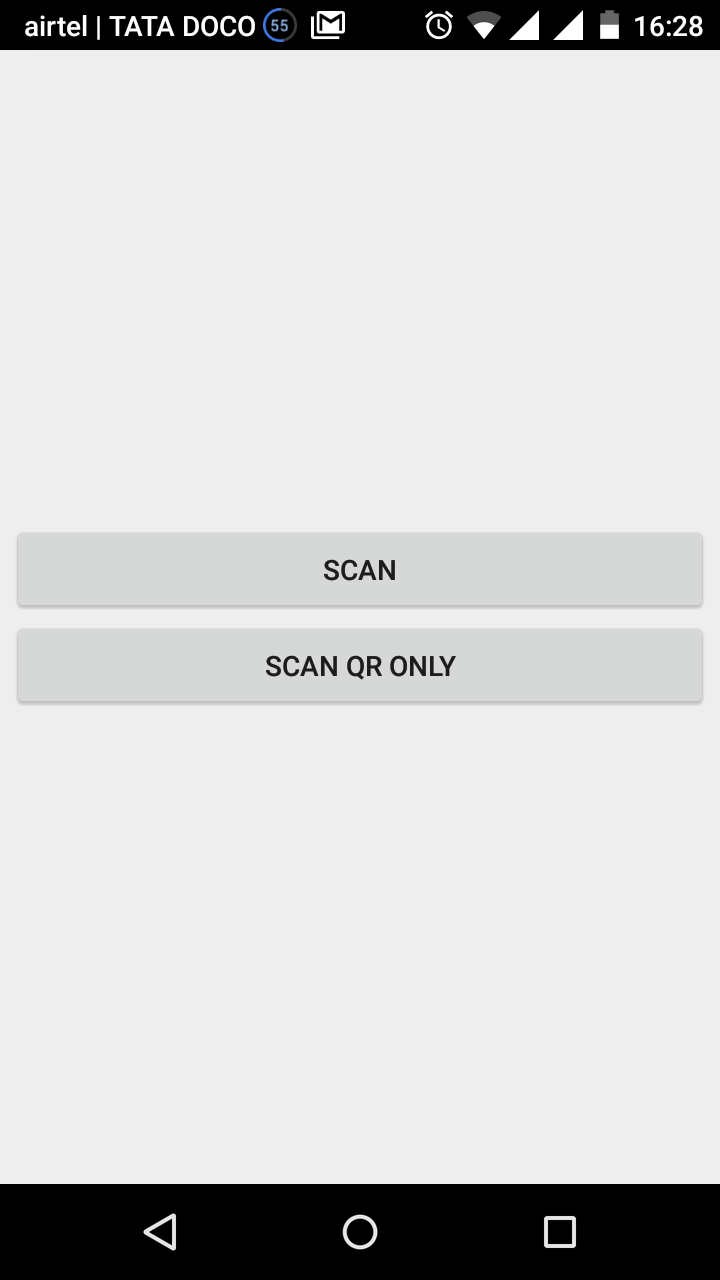 airtel | TATA DOCO 55 16:28
SCAN
SCAN QR ONLY